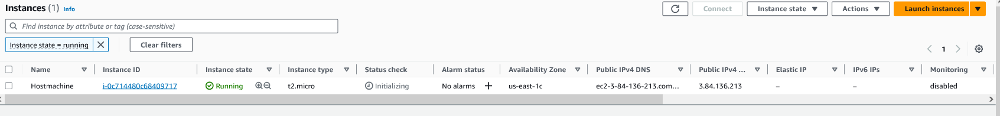 Instances (1) Info
Connect Instance state Actions Launch instances
Find instance by attribute or tag (case-sensitive)
Instance state = running Clear filters
1
Name Instance ID Instance state Instance type Status check Alarm status Availability Zone Public IPv4 DNS Public IPv4 ... Elastic IP IPv6 IPs Monitoring
Hostmachine i-0c714480c68409717 Running t2.micro Initializing No alarms + us-east-1c ec2-3-84-136-213.com... 3.84.136.213 – – disabled